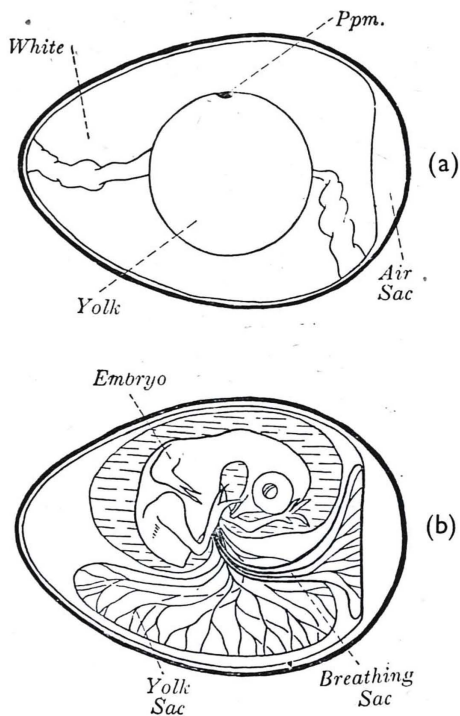 Ppm.
White
(a)
Air
Sac
Yolk
Embryo
(b)
Yolk
Sac
Breathing
Sac